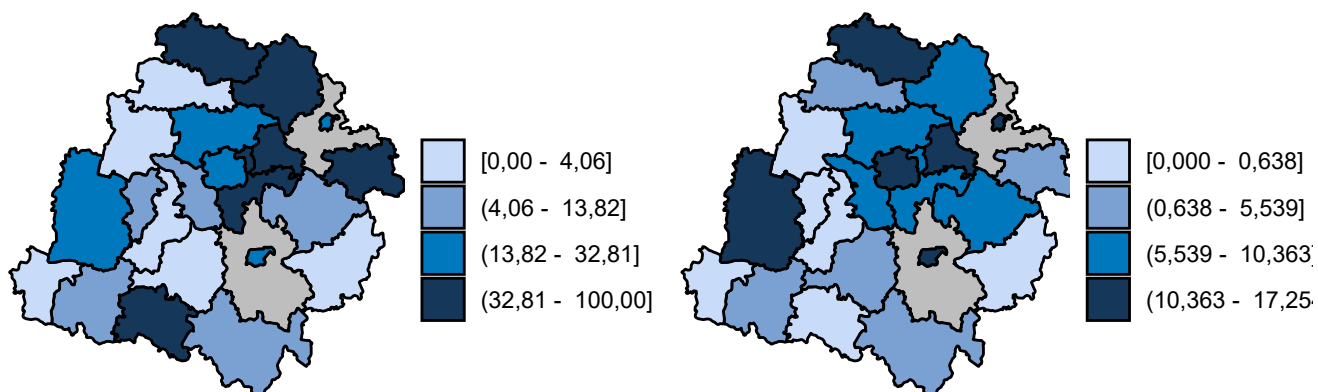 [0,00 - 4,06]
(4,06 - 13,82]
(13,82 - 32,81]
(32,81 - 100,00]
[0,000 - 0,638]
(0,638 - 5,539]
(5,539 - 10,363]
(10,363 - 17,25